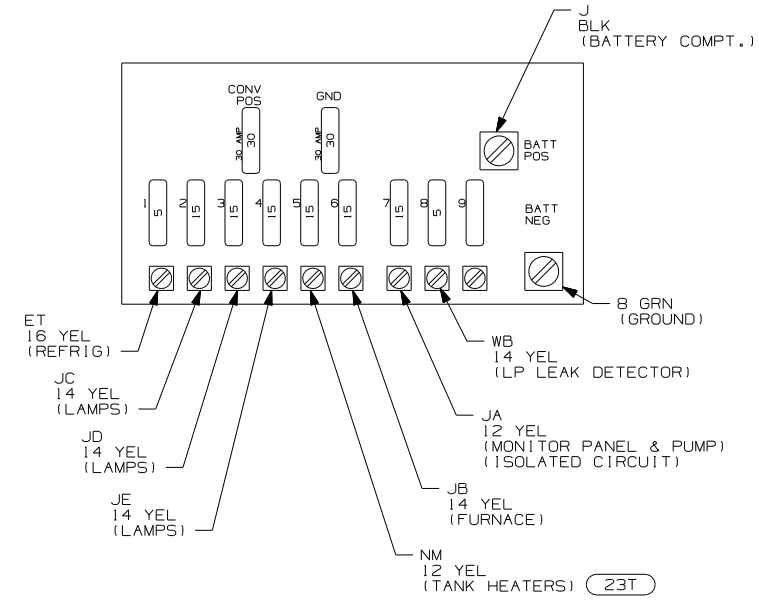 J
BLK
(BATTERY COMPT.)
CONV
POS
GND
30 AMP
30
30 AMP
30
BATT
POS
1
5
2
15
3
15
4
15
5
15
6
15
7
15
8
5
9
BATT
NEG
ET
16 YEL
(REFRIG)
8 GRN
(GROUND)
WB
14 YEL
(LP LEAK DETECTOR)
JC
14 YEL
(LAMPS)
JA
12 YEL
(MONITOR PANEL & PUMP)
(ISOLATED CIRCUIT)
JD
14 YEL
(LAMPS)
JB
14 YEL
(FURNACE)
JE
14 YEL
(LAMPS)
NM
12 YEL
(TANK HEATERS) 23T